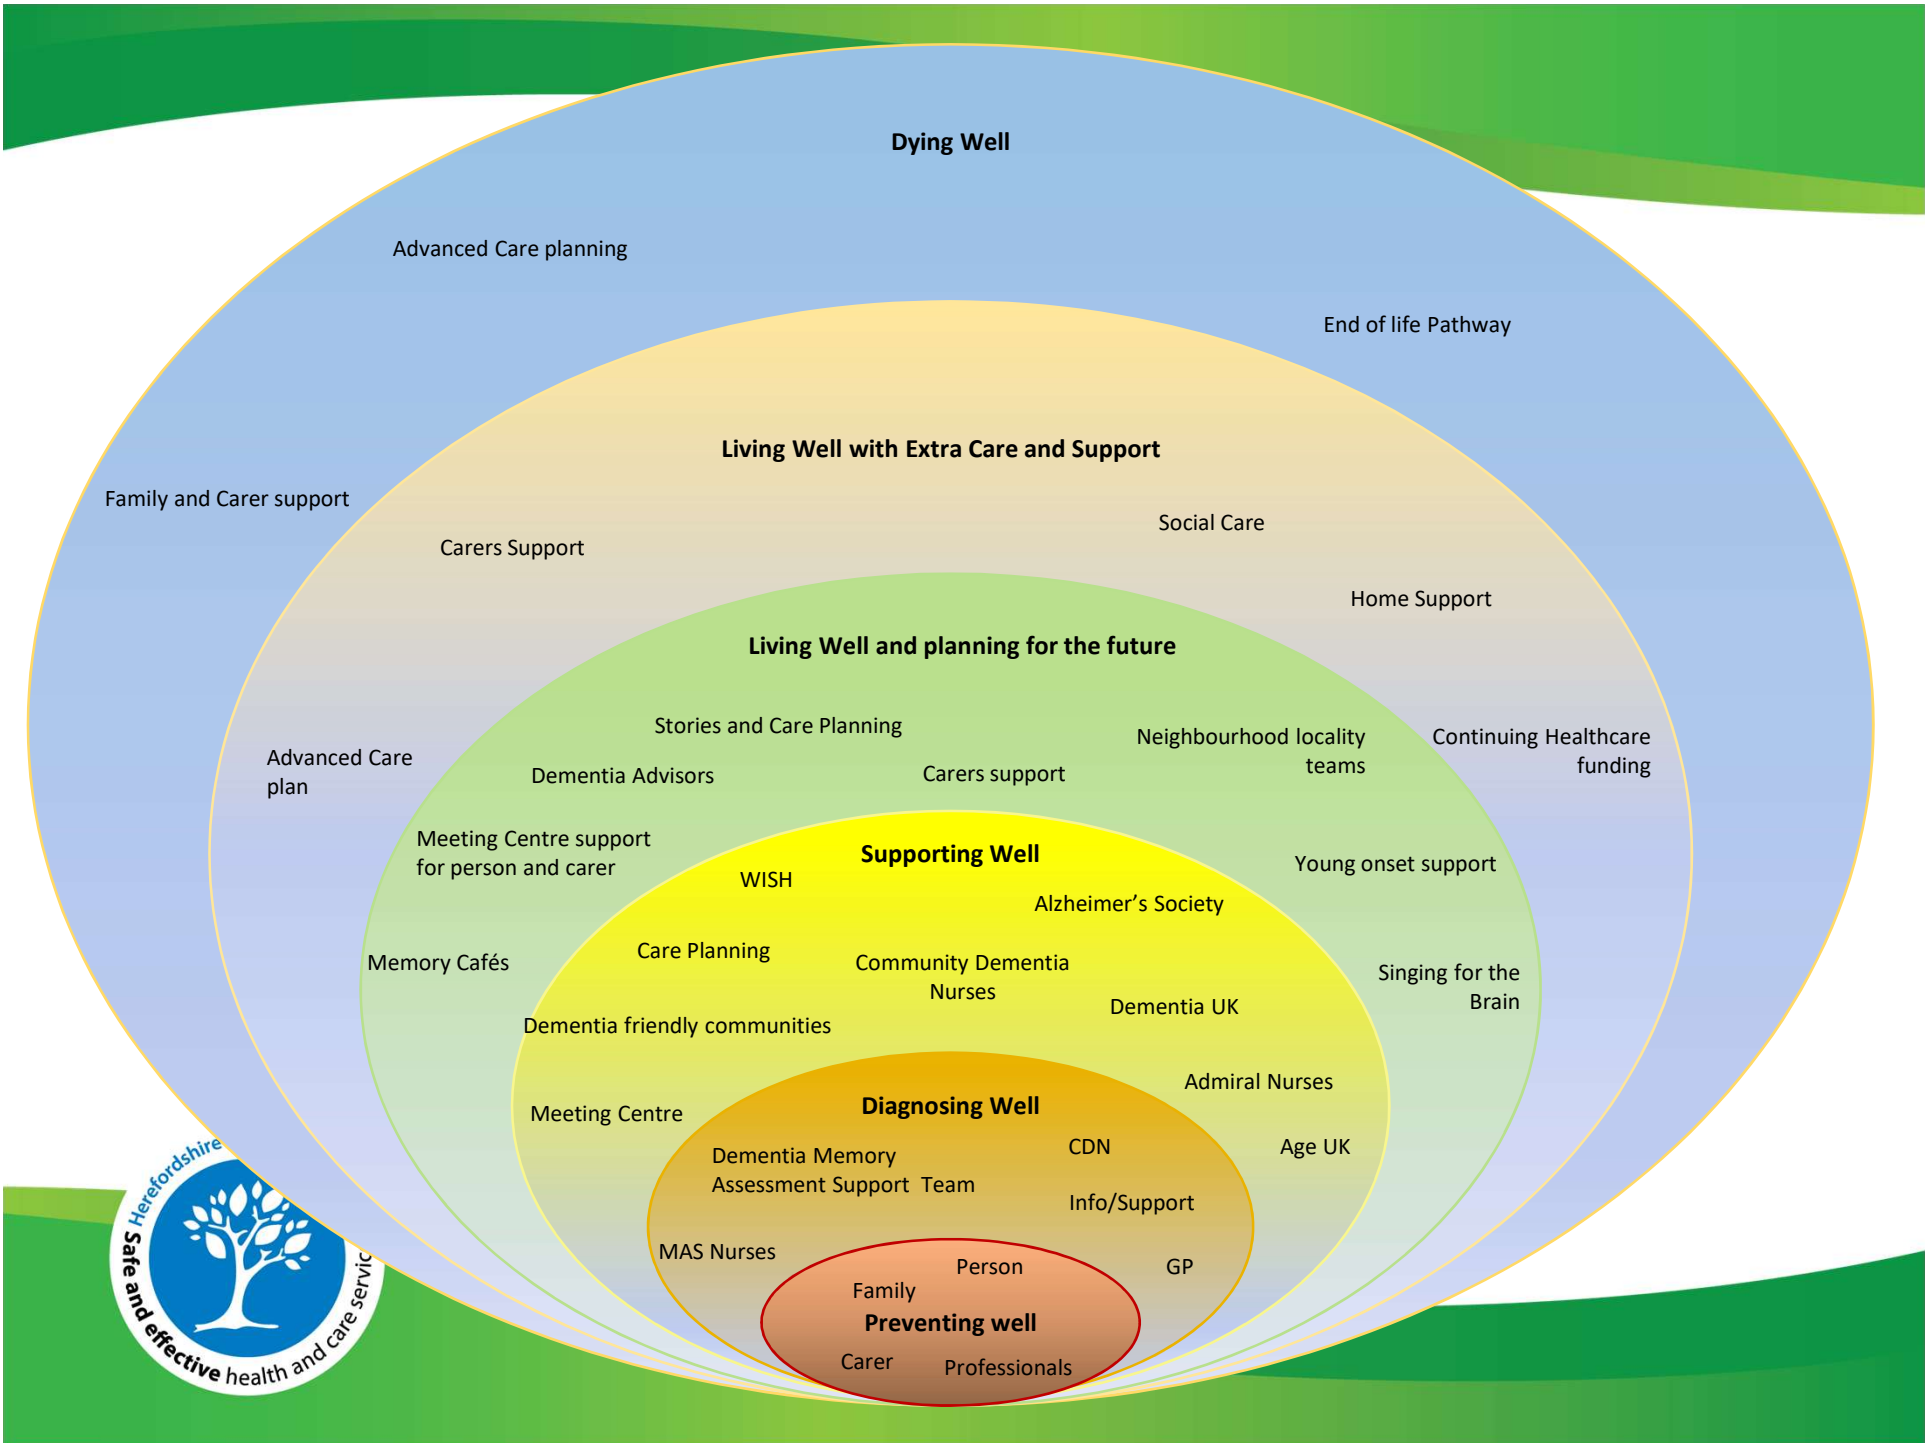 Dying Well
Advanced Care planning
End of life Pathway
Living Well with Extra Care and Support
Family and Carer support
Social Care
Carers Support
Home Support
Living Well and planning for the future
Stories and Care Planning
Neighbourhood locality
teams
Continuing Healthcare
funding
Advanced Care
plan
Dementia Advisors
Carers support
Meeting Centre support
for person and carer
Supporting Well
WISH
Young onset support
Alzheimer’s Society
Care Planning
Memory Cafés
Community Dementia
Nurses
Singing for the
Brain
Dementia UK
Dementia friendly communities
Admiral Nurses
Diagnosing Well
Meeting Centre
CDN
Age UK
Dementia Memory
Assessment Support Team
Info/Support
MAS Nurses
Person
GP
Family
Preventing well
Carer
Professionals
Herefordshire
Safe and effective health and care servic